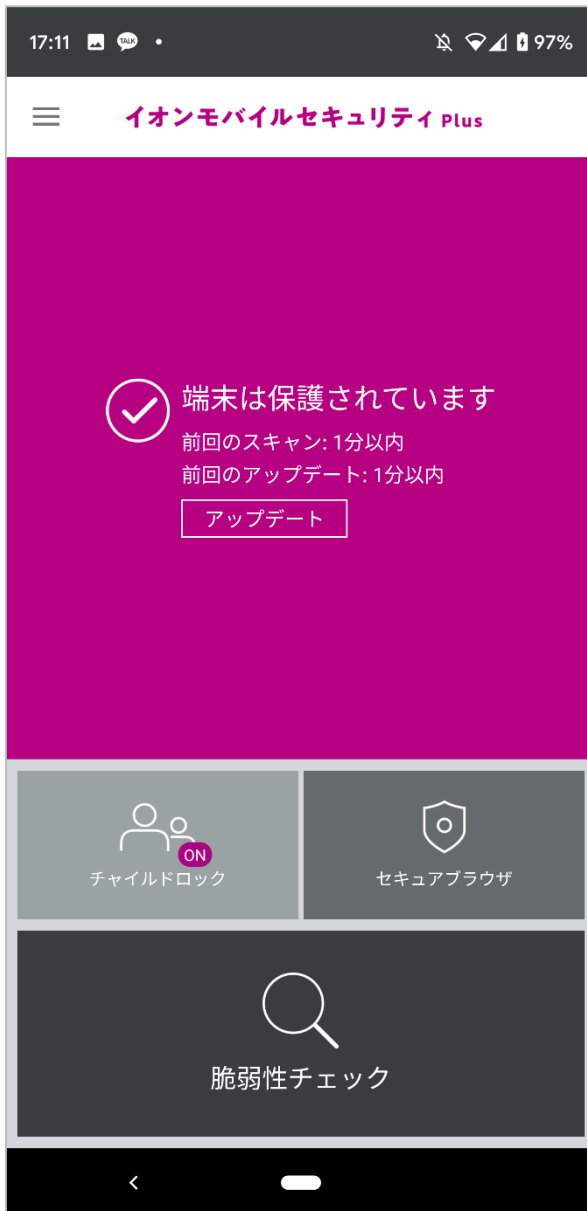 17:11 TALK 97%
イオンモバイルセキュリティ Plus
端末は保護されています
前回のスキャン: 1分以内
前回のアップデート: 1分以内
アップデート
ON
チャイルドロック
セキュアブラウザ
脆弱性チェック